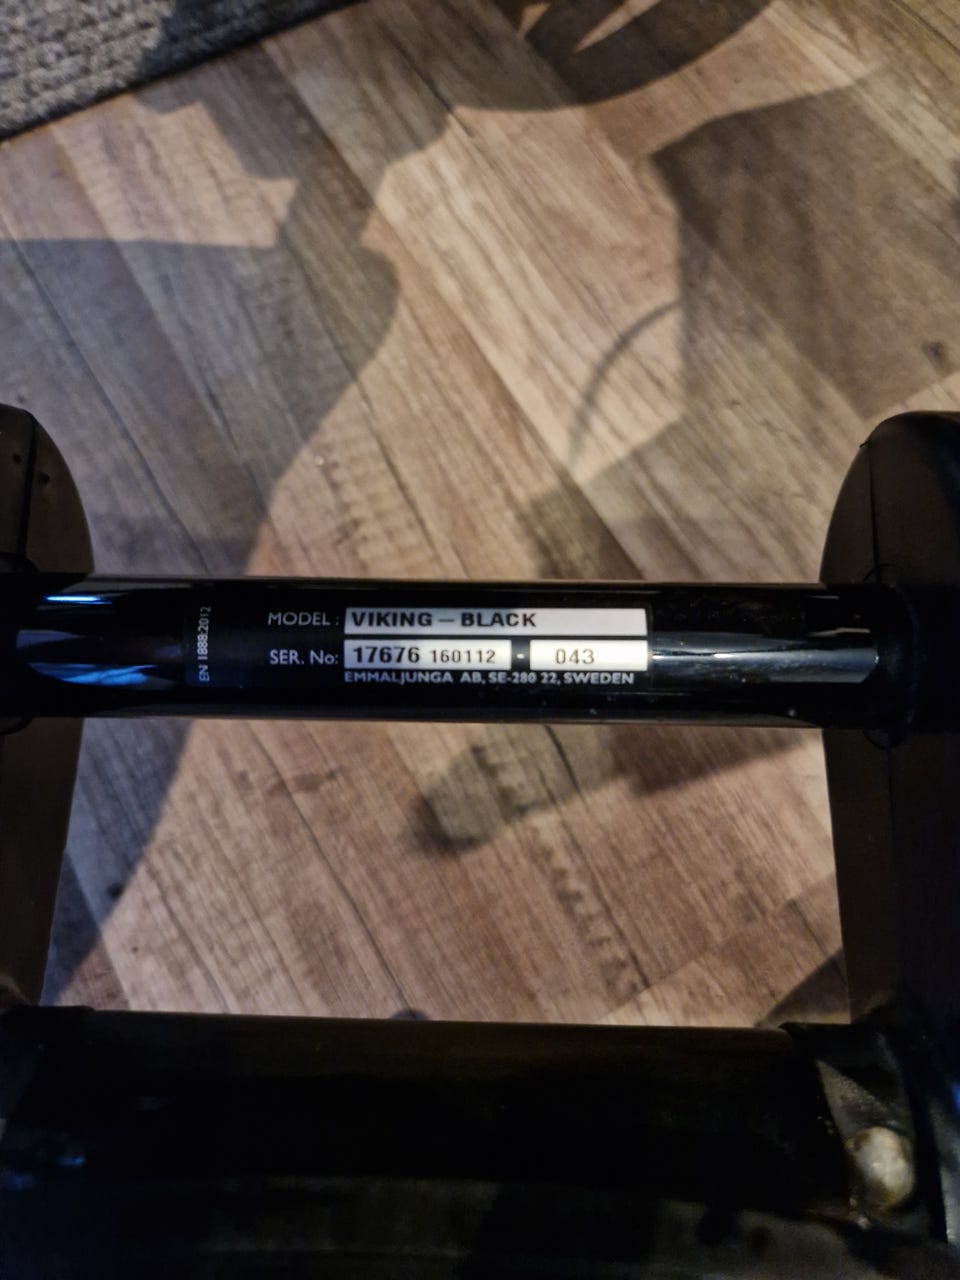 EN 1888:2012
MODEL : VIKING – BLACK
SER. No: 17676 160112 - 043
EMMALJUNGA AB, SE-280 22, SWEDEN